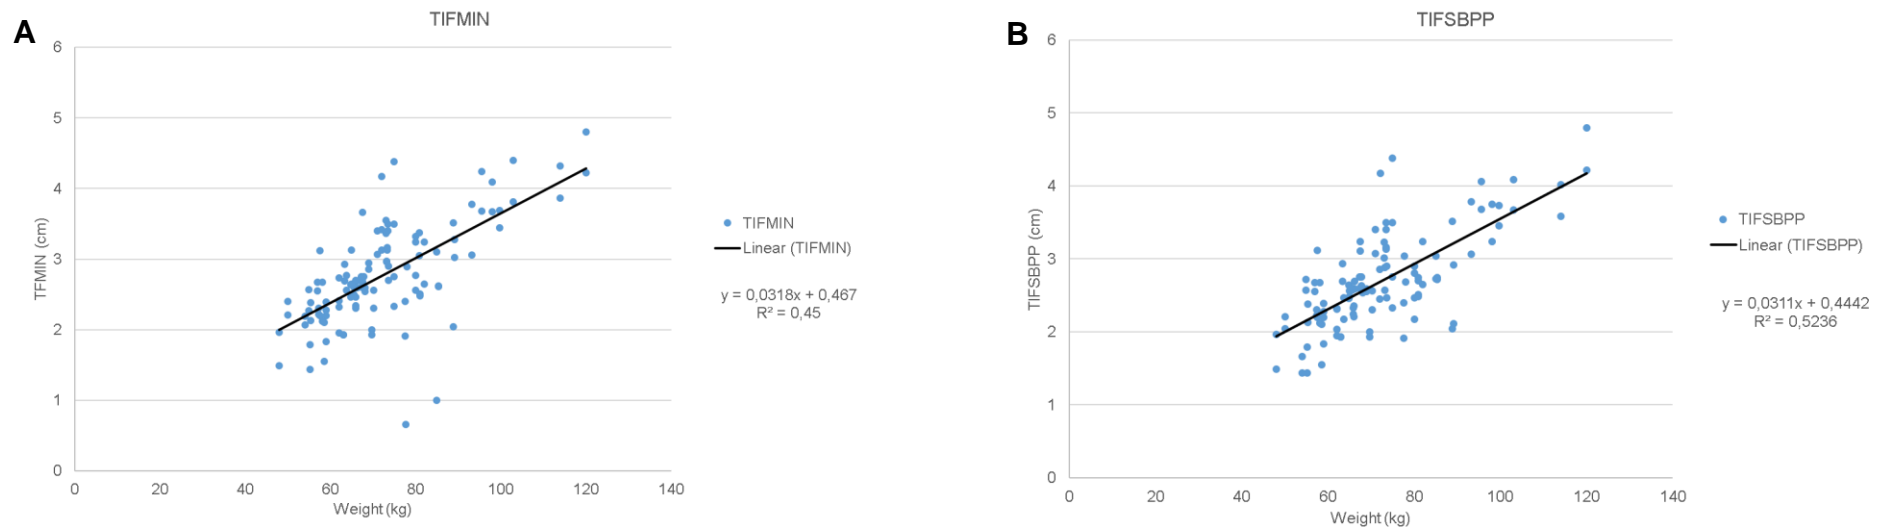 A
TIFMIN
6
5
4
3
2
1
0
0 20 40 60 80 100 120 140
TFMIN (cm)
Weight (kg)
TIFMIN
Linear (TIFMIN)
y = 0,0318x + 0,467
R² = 0,45
B
TIFSBPP
6
5
4
3
2
1
0
0 20 40 60 80 100 120 140
TIFSBPP (cm)
Weight (kg)
TIFSBPP
Linear (TIFSBPP)
y = 0,0311x + 0,4442
R² = 0,5236